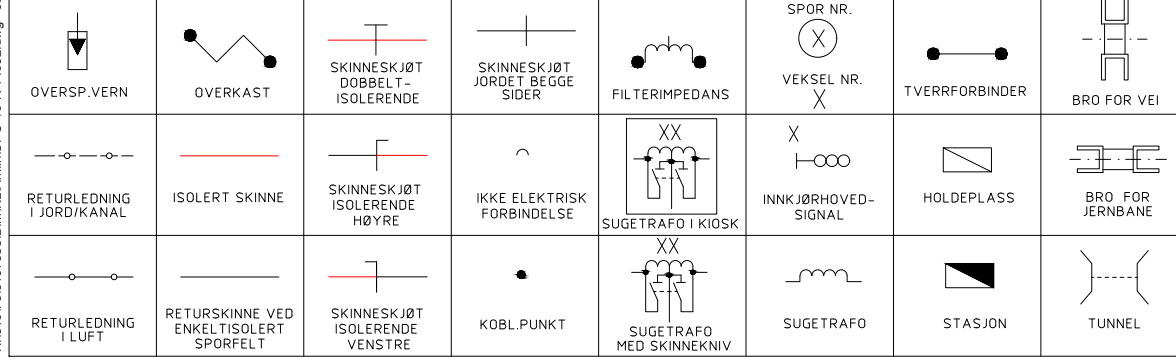 OVERSP.VERN
OVERKAST
SKINNESKJØT
DOBBELT-
ISOLERENDE
SKINNESKJØT
JORDET BEGGE
SIDER
FILTERIMPEDANS
SPOR NR.
X
VEKSEL NR.
X
TVERRFORBINDER
BRO FOR VEI
RETURLEDNING
I JORD/KANAL
ISOLERT SKINNE
SKINNESKJØT
ISOLERENDE
HØYRE
IKKE ELEKTRISK
FORBINDELSE
XX
SUGETRAFO I KIOSK
X
INNKJØRHOVED-
SIGNAL
HOLDEPLASS
BRO FOR
JERNBANE
RETURLEDNING
I LUFT
RETURSKINNE VED
ENKELTISOLERT
SPORFELT
SKINNESKJØT
ISOLERENDE
VENSTRE
KOBL.PUNKT
XX
SUGETRAFO
MED SKINNEKNIV
SUGETRAFO
STASJON
TUNNEL